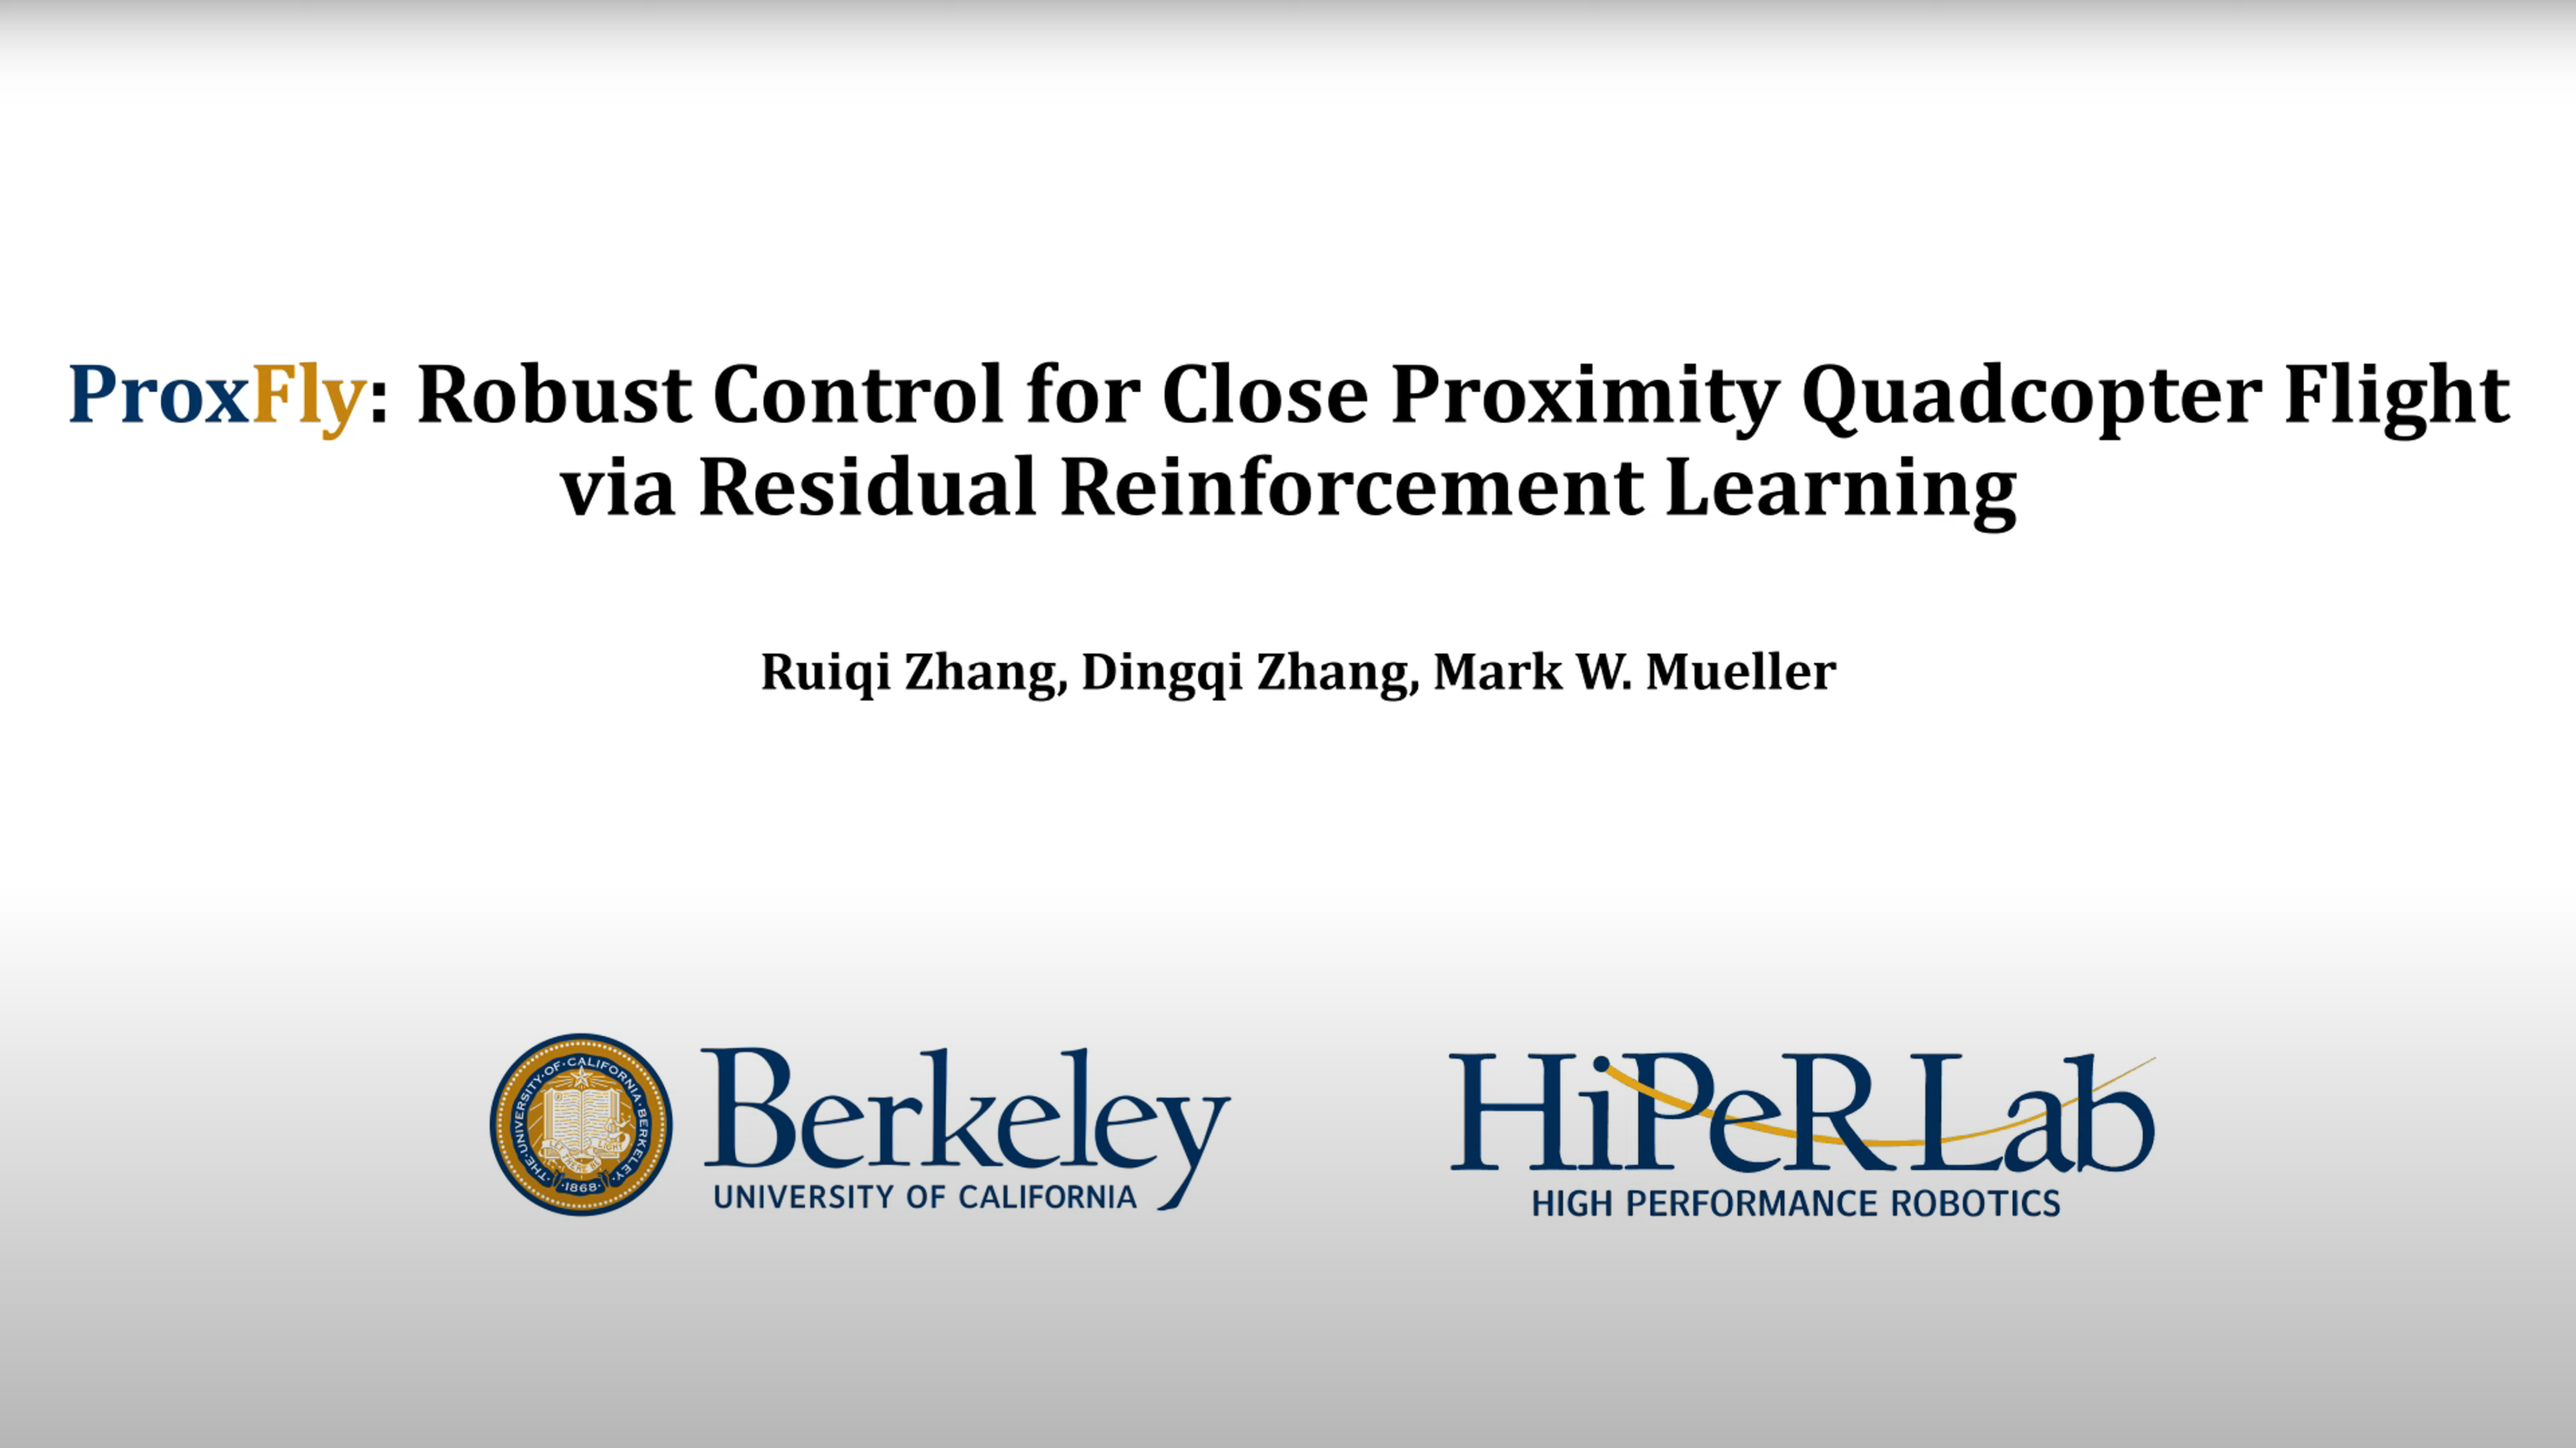 ProxFly: Robust Control for Close Proximity Quadcopter Flight
via Residual Reinforcement Learning
Ruiqi Zhang, Dingqi Zhang, Mark W. Mueller
THE·UNIVERSITY·OF·CALIFORNIA·BERKELEY
LET THERE BE LIGHT
·1868·
Berkeley
UNIVERSITY OF CALIFORNIA
HiPeRLab
HIGH PERFORMANCE ROBOTICS